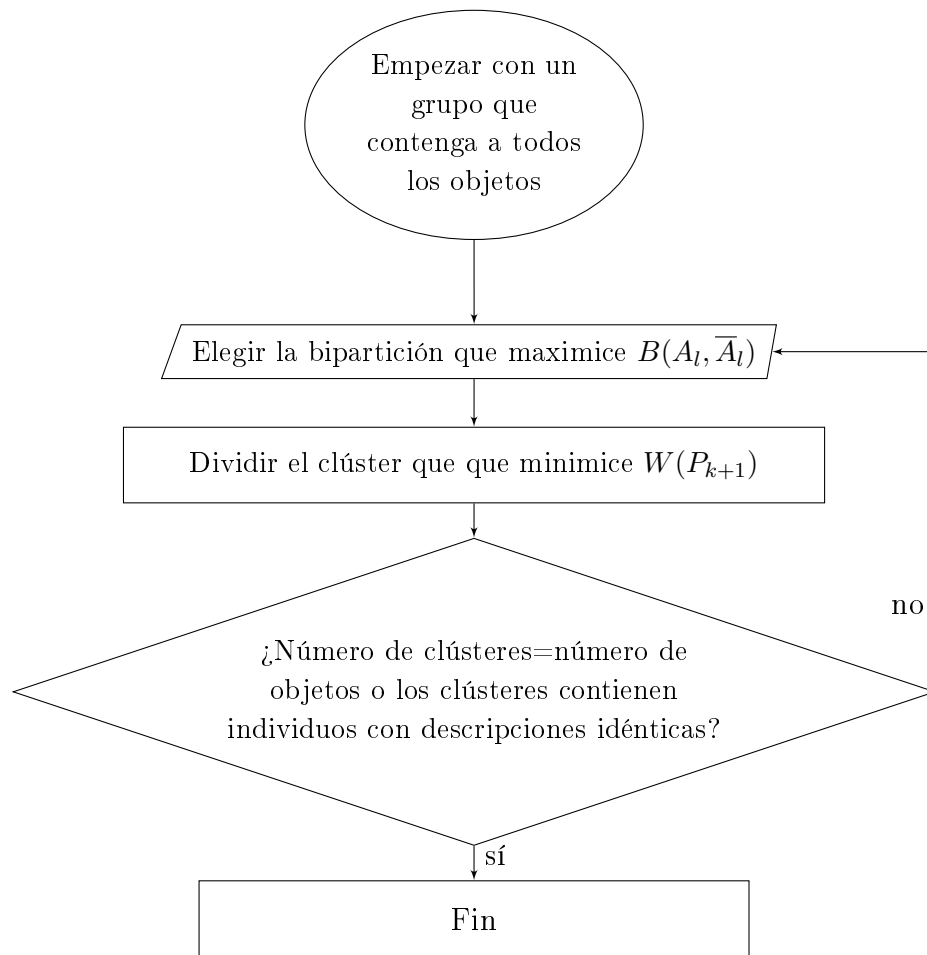 Empezar con un
grupo que
contenga a todos
los objetos
Elegir la bipartición que maximice $B(A_l, \overline{A}_l)$
Dividir el clúster que que minimice $W(P_{k+1})$
no
¿Número de clústeres=número de
objetos o los clústeres contienen
individuos con descripciones idénticas?
sí
Fin